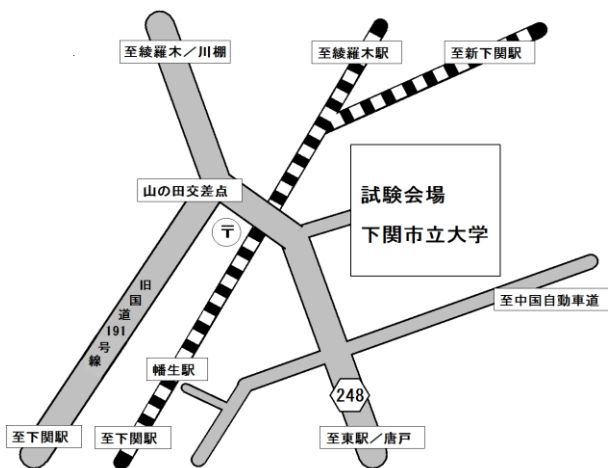 至綾羅木／川棚
至綾羅木駅
至新下関駅
山の田交差点
〒
試験会場
下関市立大学
旧国道191号線
至中国自動車道
幡生駅
248
至下関駅
至下関駅
至東駅／唐戸